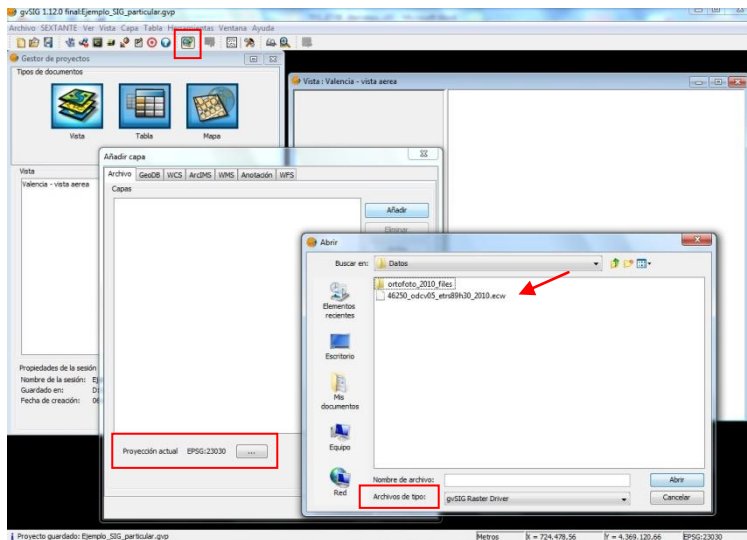 gvSIG 1.12.0 final:Ejemplo_SIG_particular.gvp
Archivo SEXTANTE Ver Vista Capa Tabla Herramientas Ventana Ayuda
Gestor de proyectos
Tipos de documentos
Vista
Tabla
Mapa
Vista
Valencia - vista aerea
Propiedades de la sesión
Nombre de la sesión:
Guardado en:
Fecha de creación:
Vista : Valencia - vista aerea
Añadir capa
Archivo GeoDB WCS ArcIMS WMS Anotación WFS
Capas
Añadir
Eliminar
Proyección actual EPSG:23030 ...
Abrir
Buscar en: Datos
ortofoto_2010_files
46250_odcv05_etrs89h30_2010.ecw
Elementos
recientes
Escritorio
Mis
documentos
Equipo
Red
Nombre de archivo:
Abrir
Archivos de tipo: gvSIG Raster Driver
Cancelar
Proyecto guardado: Ejemplo_SIG_particular.gvp
Metros X = 724.478,56 Y = 4.369.120,66 EPSG:23030